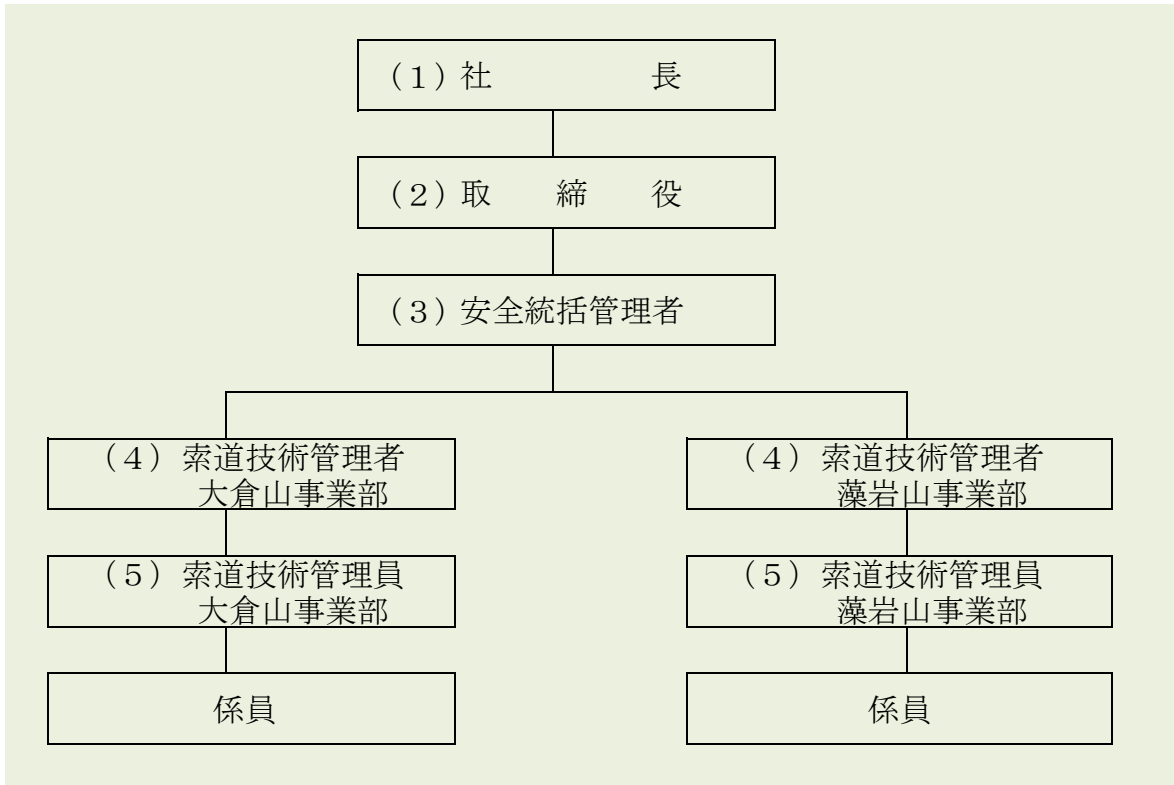 （１）社　　　　　長
（２）取　　締　　役
（３）安全統括管理者
（４）索道技術管理者
大倉山事業部
（４）索道技術管理者
藻岩山事業部
（５）索道技術管理員
大倉山事業部
（５）索道技術管理員
藻岩山事業部
係員
係員